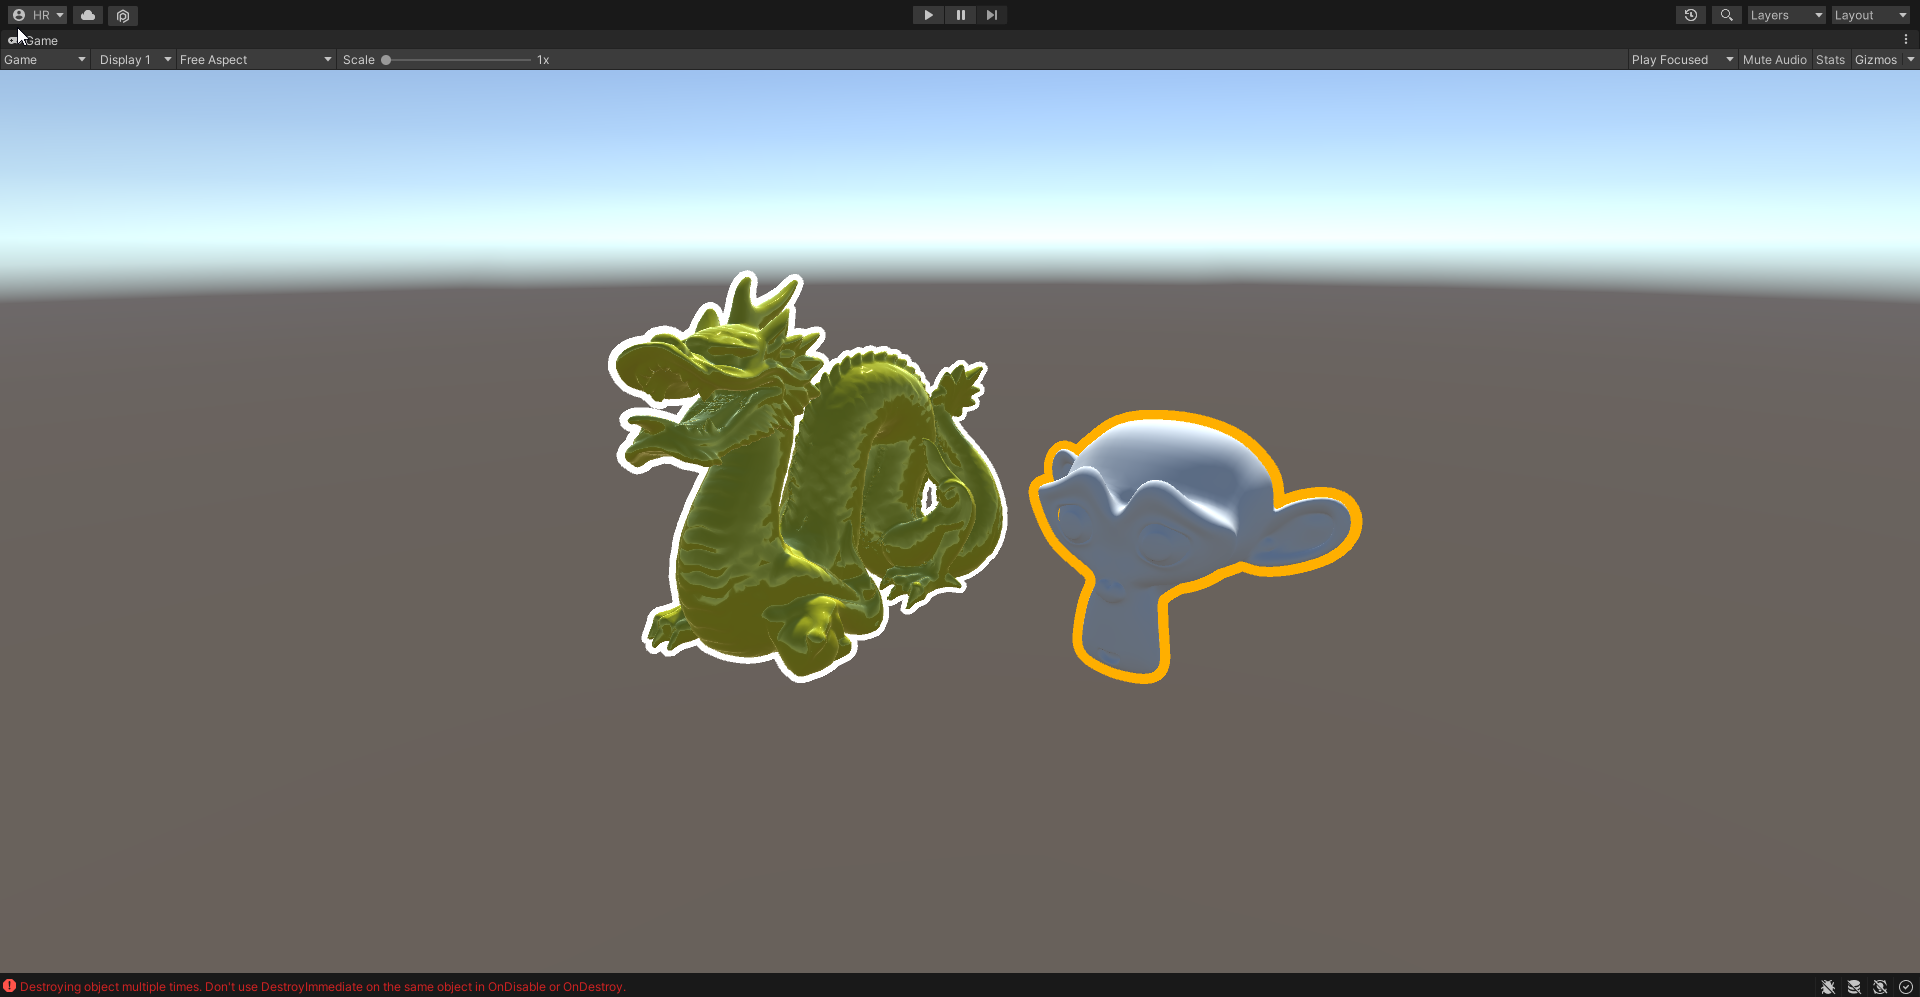 HR
Layers
Layout
Game
Game
Display 1
Free Aspect
Scale
1x
Play Focused
Mute Audio
Stats
Gizmos
Destroying object multiple times. Don't use DestroyImmediate on the same object in OnDisable or OnDestroy.